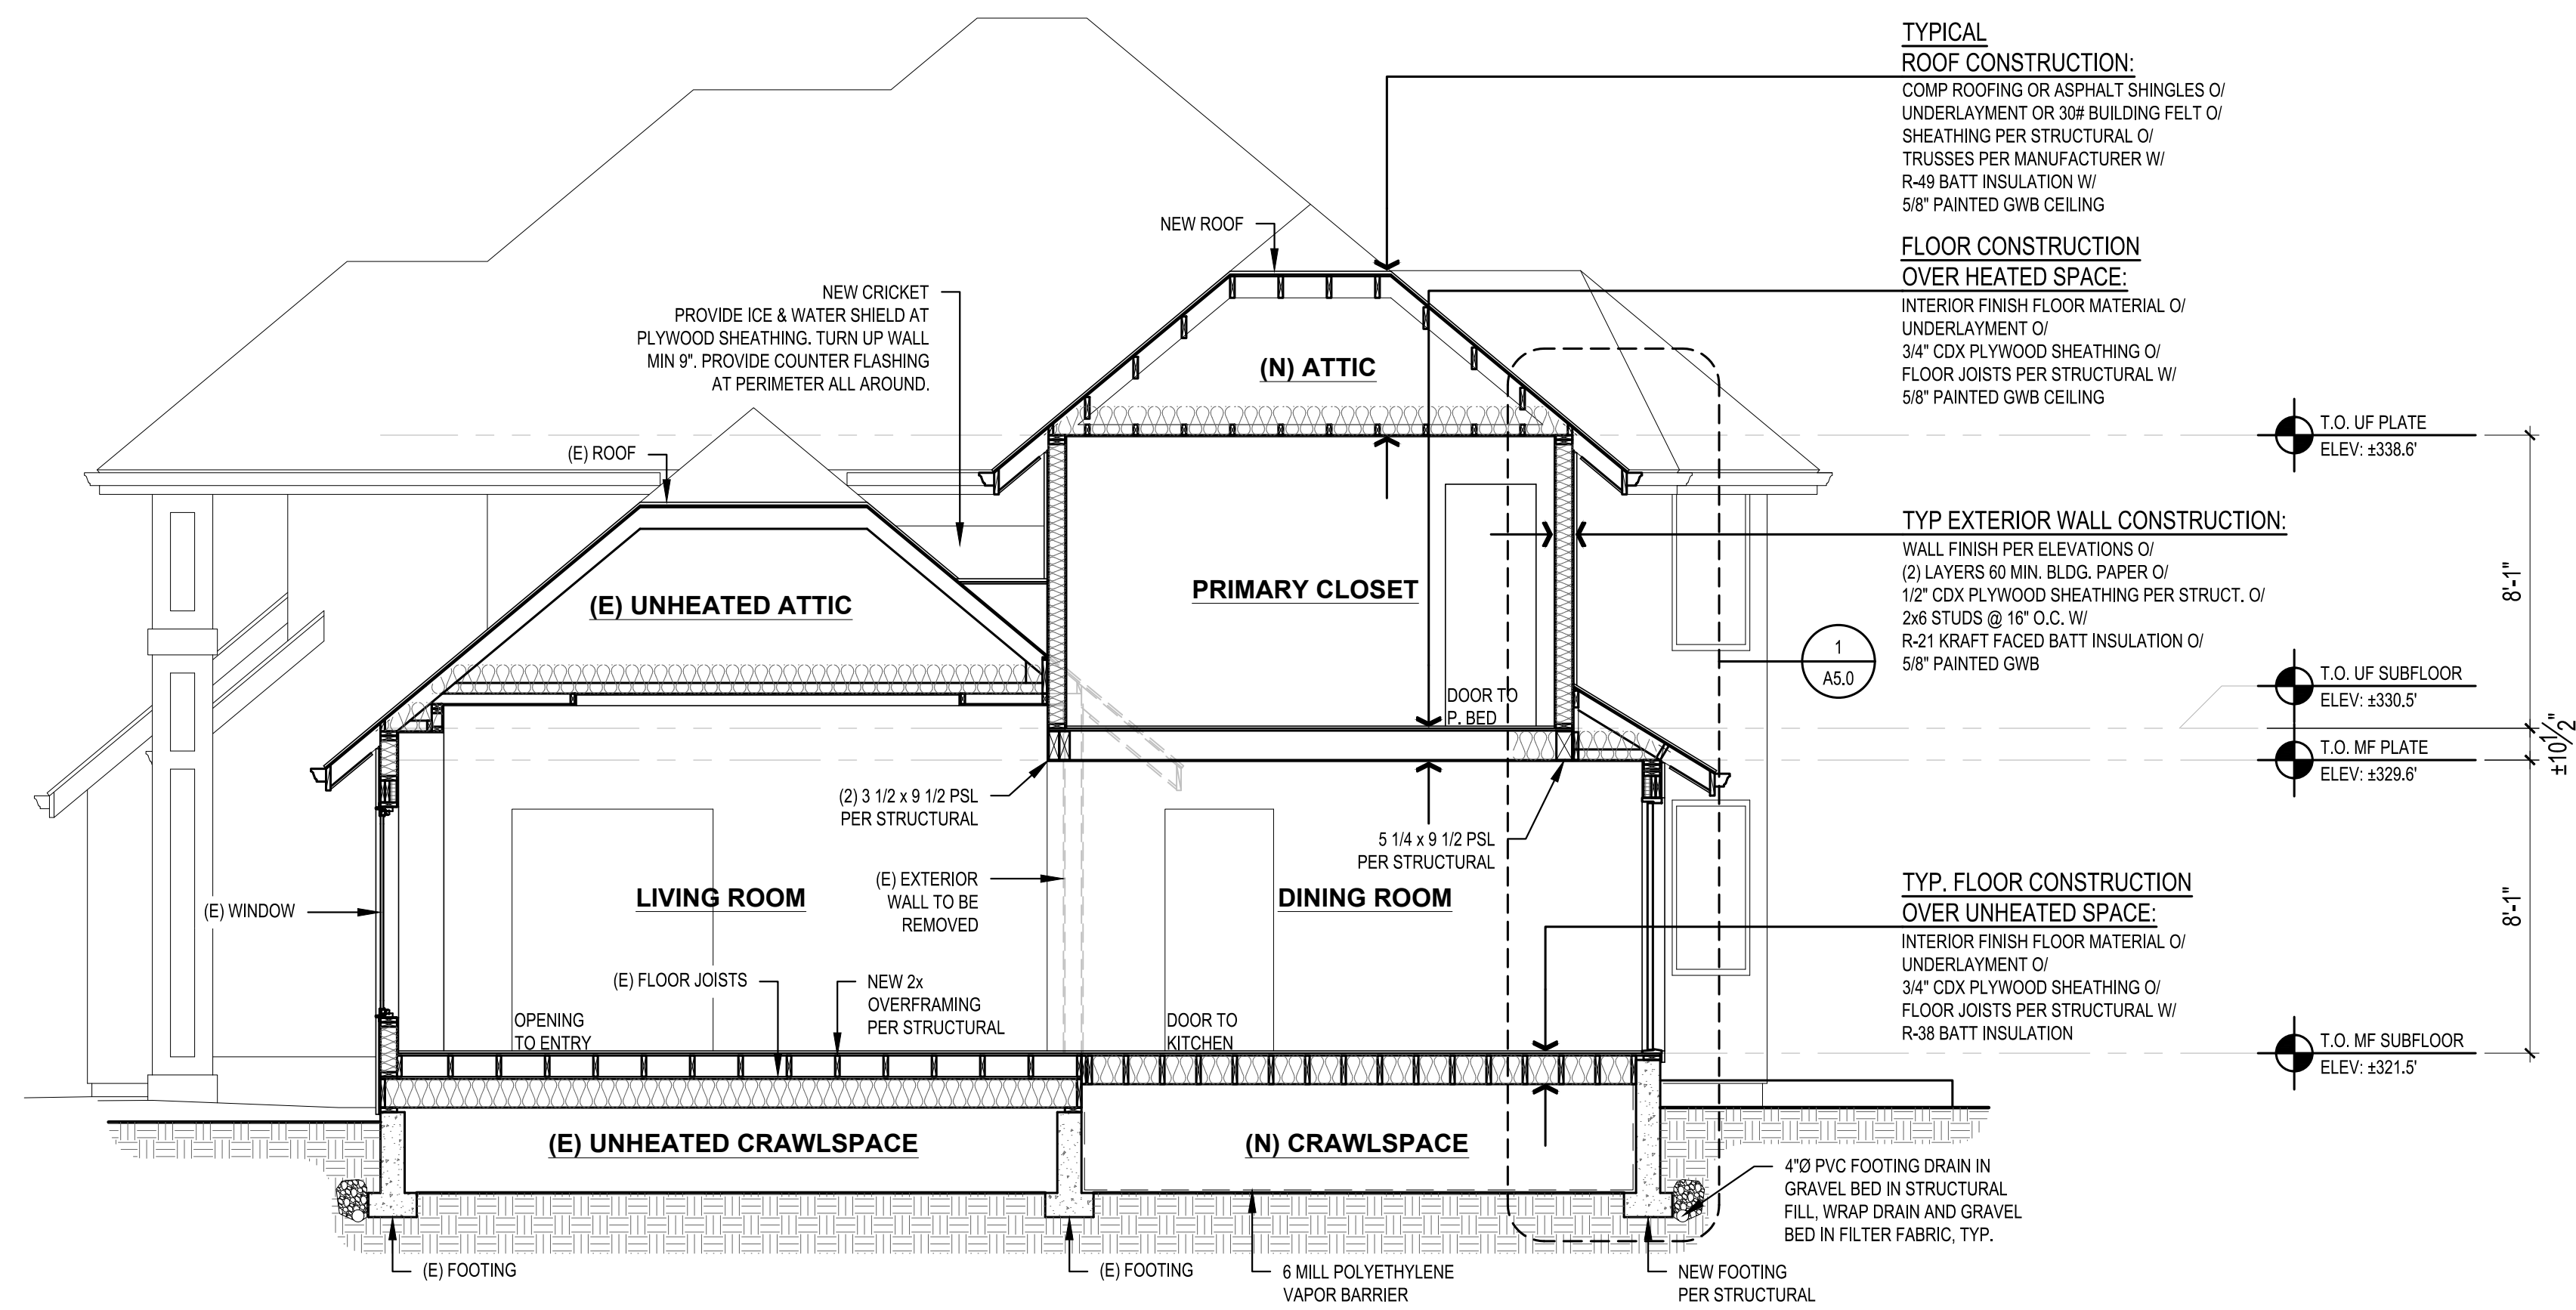 TYPICAL
ROOF CONSTRUCTION:
COMP ROOFING OR ASPHALT SHINGLES O/
UNDERLAYMENT OR 30# BUILDING FELT O/
SHEATHING PER STRUCTURAL O/
TRUSSES PER MANUFACTURER W/
R-49 BATT INSULATION W/
5/8" PAINTED GWB CEILING
NEW ROOF
FLOOR CONSTRUCTION
OVER HEATED SPACE:
INTERIOR FINISH FLOOR MATERIAL O/
UNDERLAYMENT O/
3/4" CDX PLYWOOD SHEATHING O/
FLOOR JOISTS PER STRUCTURAL W/
5/8" PAINTED GWB CEILING
NEW CRICKET
PROVIDE ICE & WATER SHIELD AT
PLYWOOD SHEATHING. TURN UP WALL
MIN 9". PROVIDE COUNTER FLASHING
AT PERIMETER ALL AROUND.
(N) ATTIC
T.O. UF PLATE
ELEV: ±338.6'
(E) ROOF
TYP EXTERIOR WALL CONSTRUCTION:
WALL FINISH PER ELEVATIONS O/
(2) LAYERS 60 MIN. BLDG. PAPER O/
1/2" CDX PLYWOOD SHEATHING PER STRUCT. O/
2x6 STUDS @ 16" O.C. W/
R-21 KRAFT FACED BATT INSULATION O/
5/8" PAINTED GWB
8'-1"
(E) UNHEATED ATTIC
PRIMARY CLOSET
1
A5.0
DOOR TO
P. BED
T.O. UF SUBFLOOR
ELEV: ±330.5'
±10 1/2"
T.O. MF PLATE
ELEV: ±329.6'
(2) 3 1/2 x 9 1/2 PSL
PER STRUCTURAL
5 1/4 x 9 1/2 PSL
PER STRUCTURAL
(E) EXTERIOR
WALL TO BE
REMOVED
LIVING ROOM
DINING ROOM
(E) WINDOW
TYP. FLOOR CONSTRUCTION
OVER UNHEATED SPACE:
INTERIOR FINISH FLOOR MATERIAL O/
UNDERLAYMENT O/
3/4" CDX PLYWOOD SHEATHING O/
FLOOR JOISTS PER STRUCTURAL W/
R-38 BATT INSULATION
8'-1"
(E) FLOOR JOISTS
NEW 2x
OVERFRAMING
PER STRUCTURAL
OPENING
TO ENTRY
DOOR TO
KITCHEN
T.O. MF SUBFLOOR
ELEV: ±321.5'
(E) UNHEATED CRAWLSPACE
(N) CRAWLSPACE
4"Ø PVC FOOTING DRAIN IN
GRAVEL BED IN STRUCTURAL
FILL, WRAP DRAIN AND GRAVEL
BED IN FILTER FABRIC, TYP.
(E) FOOTING
(E) FOOTING
6 MILL POLYETHYLENE
VAPOR BARRIER
NEW FOOTING
PER STRUCTURAL